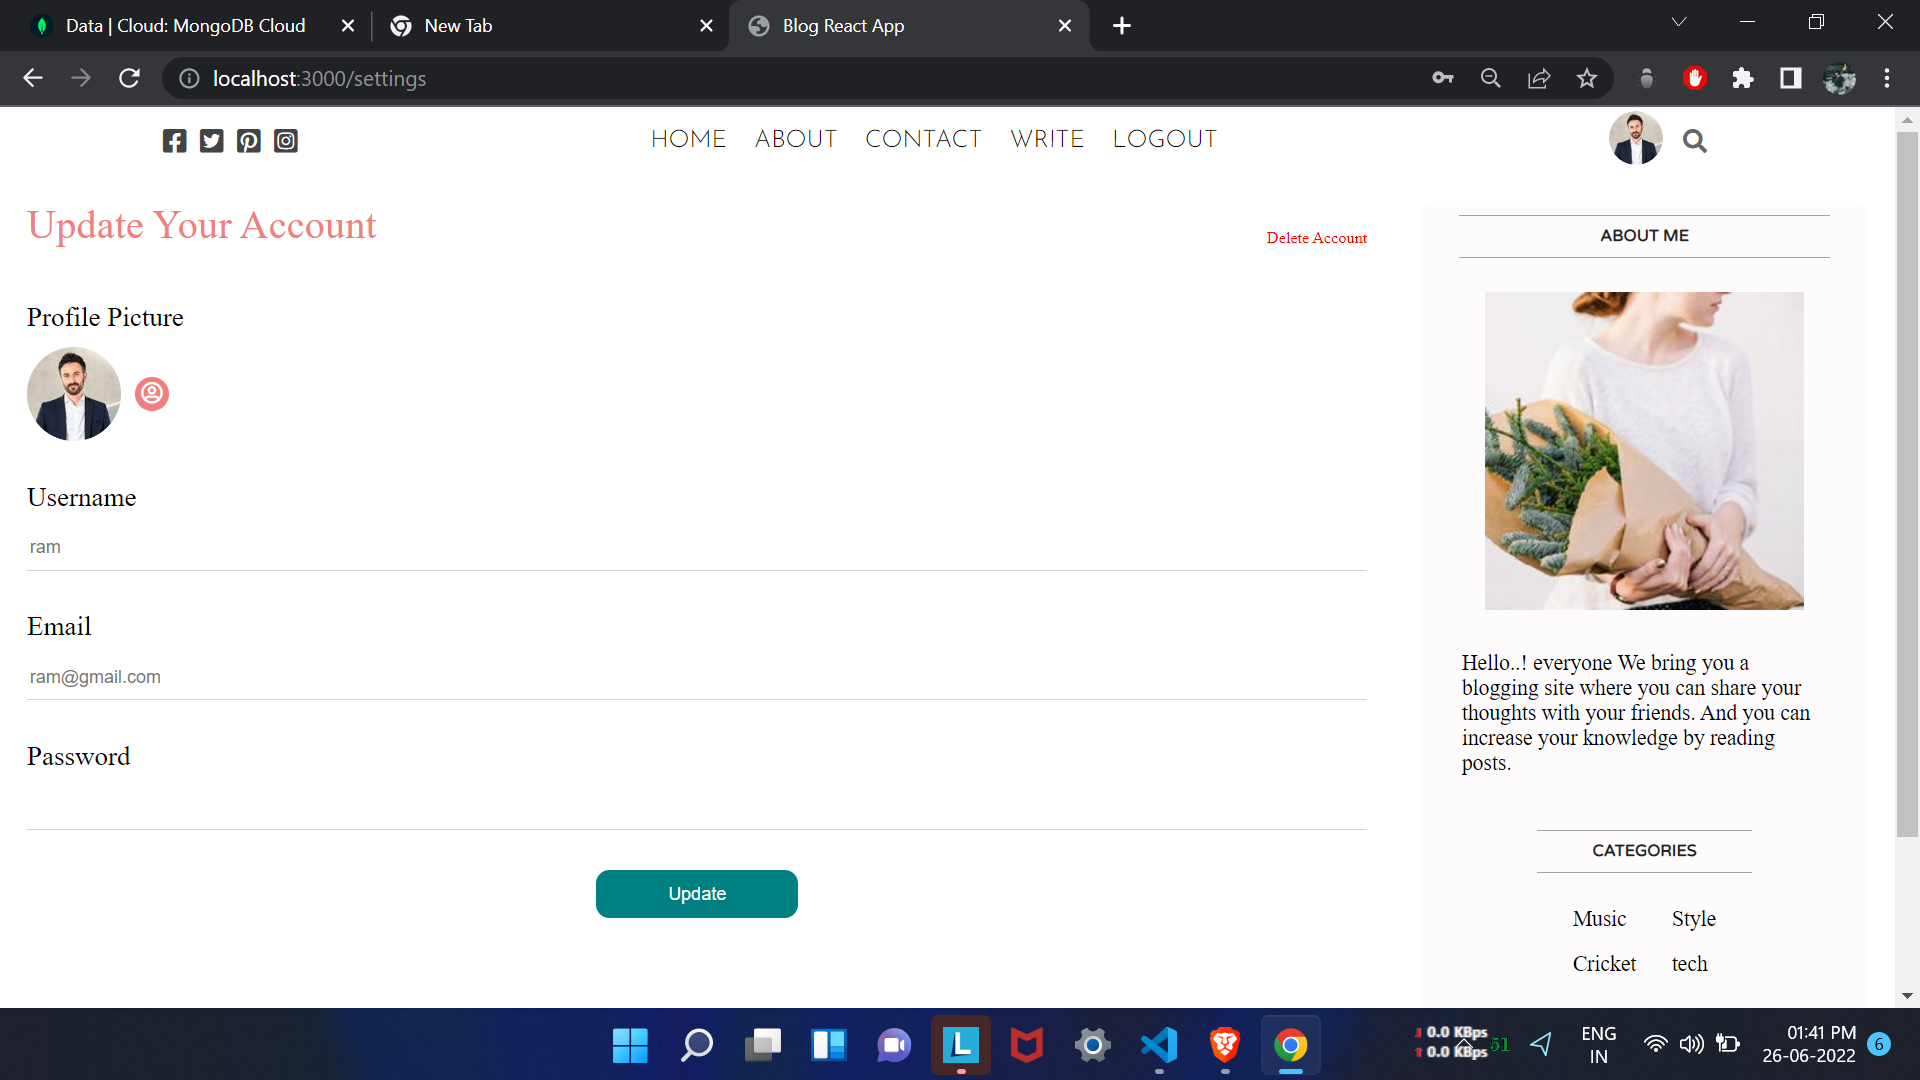 Data | Cloud: MongoDB Cloud
New Tab
Blog React App
localhost:3000/settings
HOME ABOUT CONTACT WRITE LOGOUT
Update Your Account
Delete Account
Profile Picture
Username
ram
Email
ram@gmail.com
Password
Update
ABOUT ME
Hello..! everyone We bring you a
blogging site where you can share your
thoughts with your friends. And you can
increase your knowledge by reading
posts.
CATEGORIES
Music Style
Cricket tech
L
0.0 KBps
0.0 KBps
51
ENG
IN
01:41 PM
26-06-2022
6